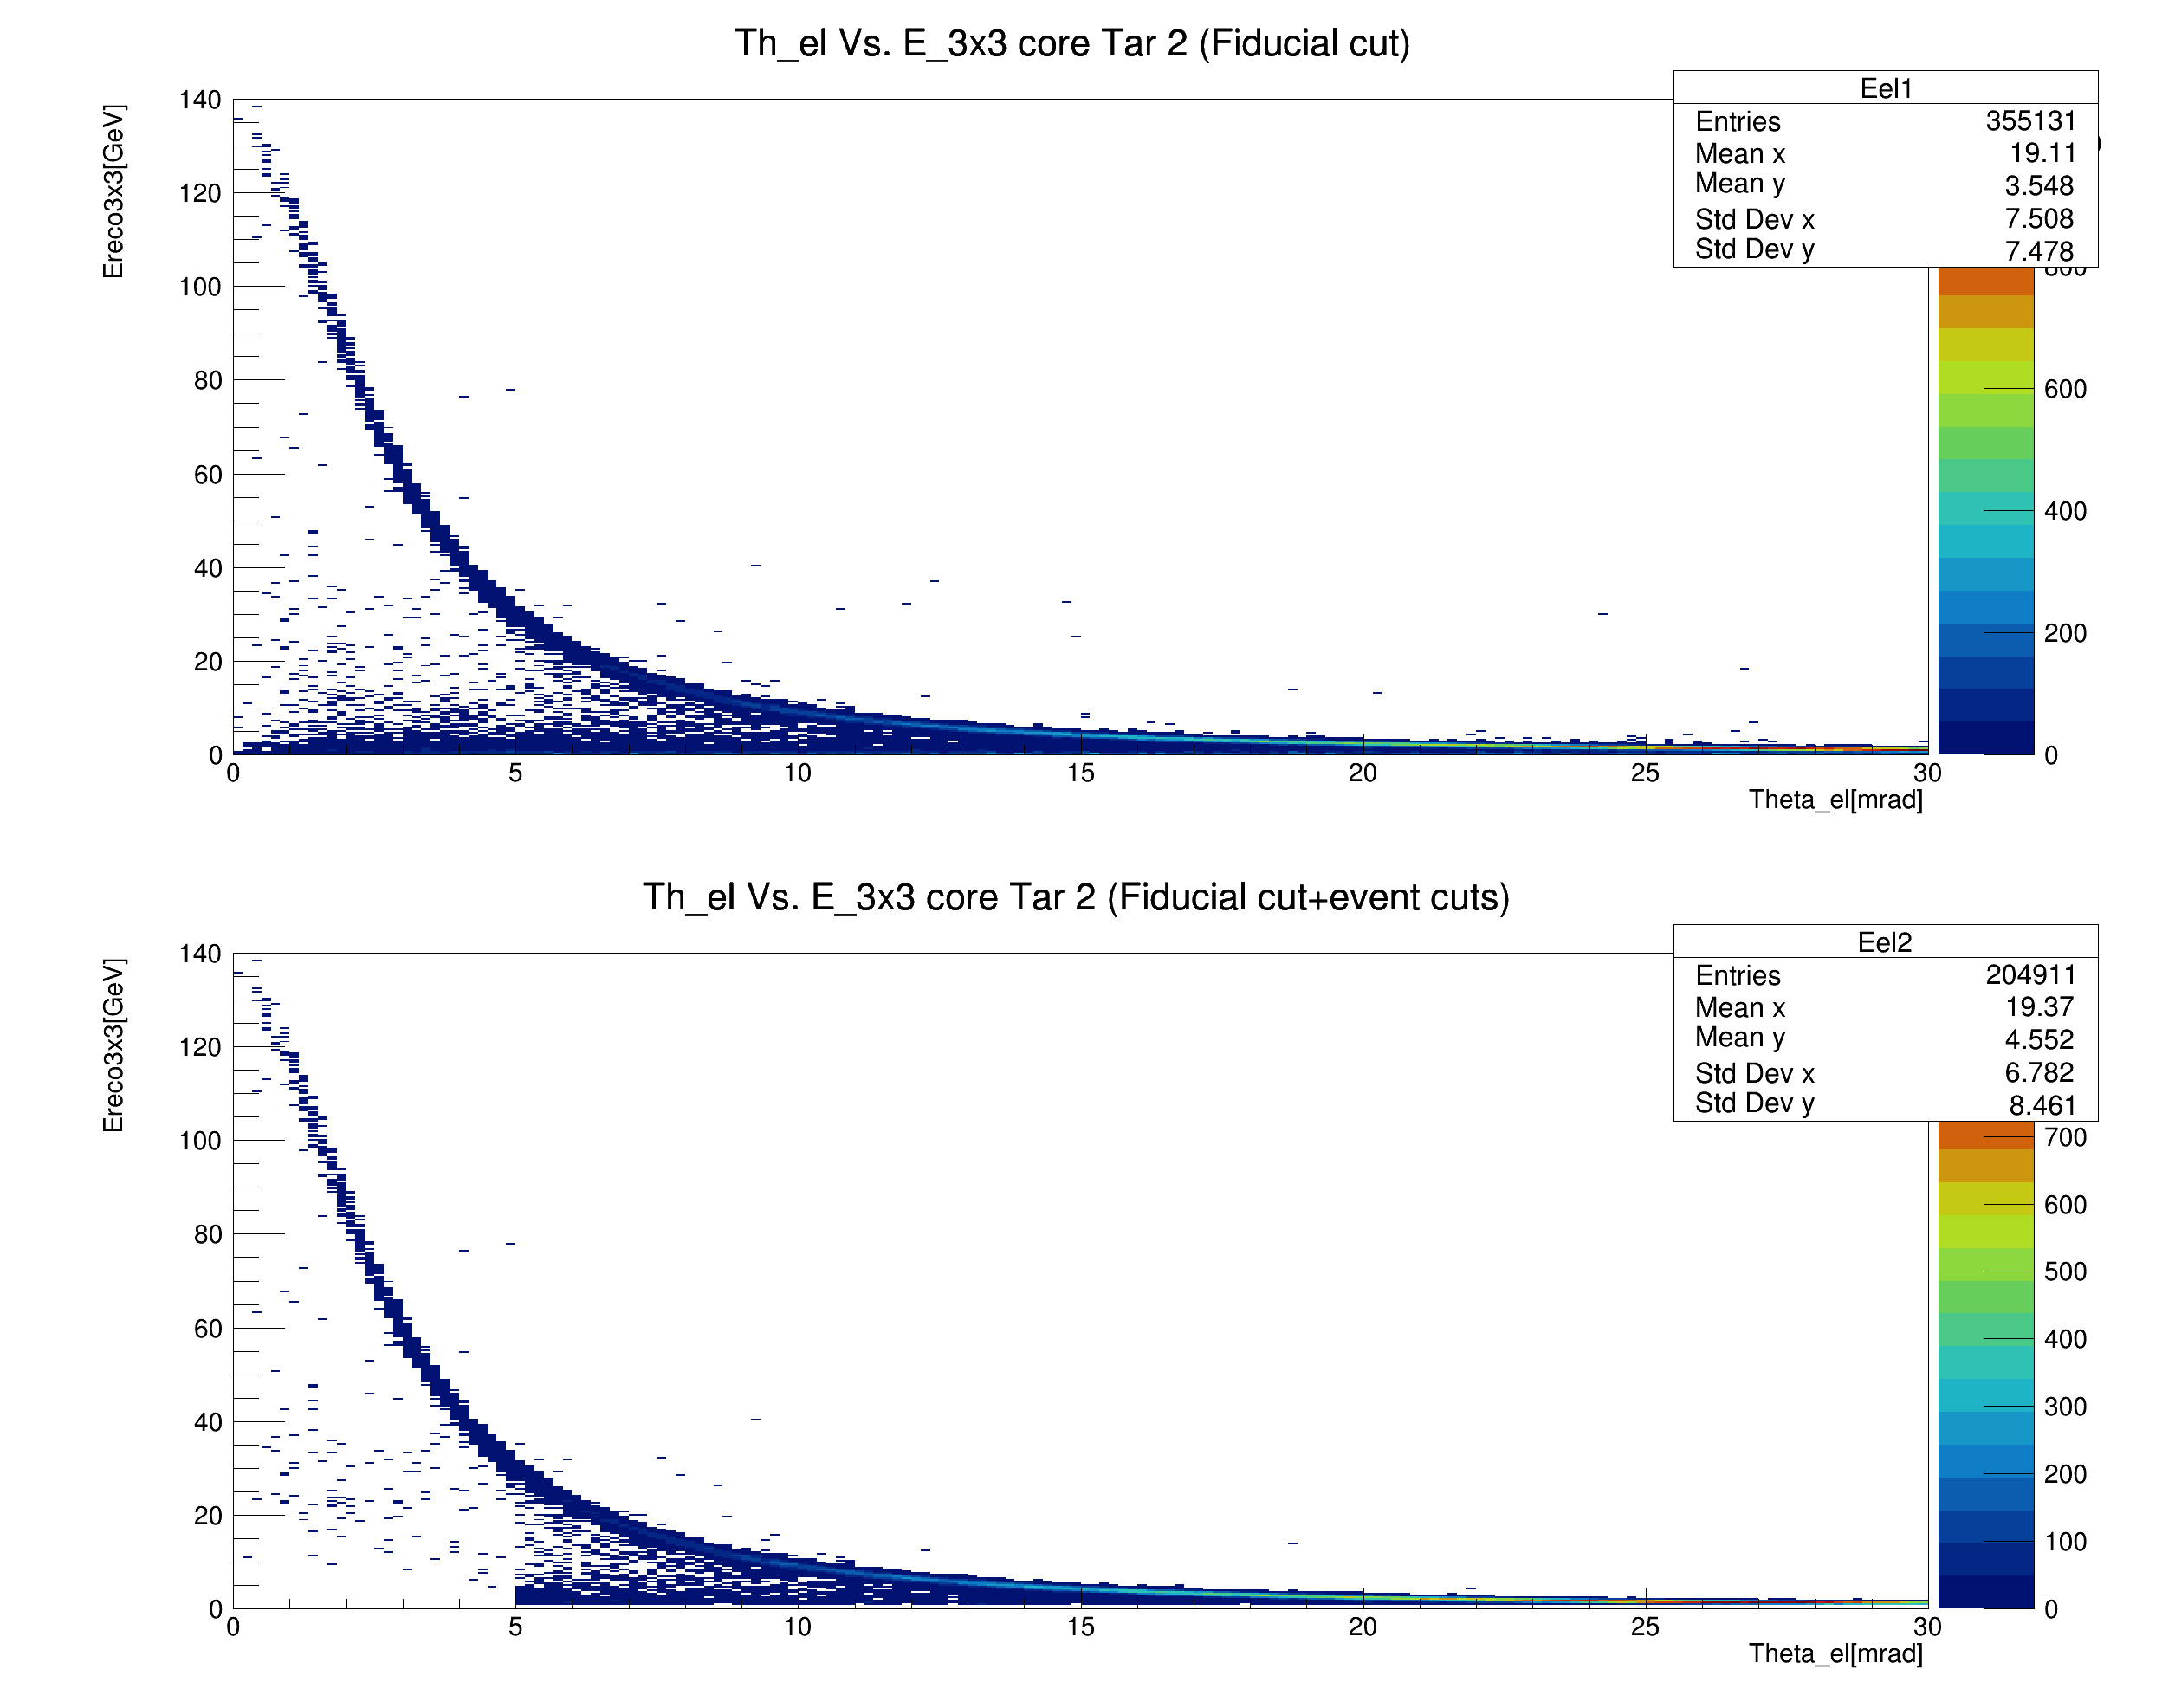 Th_el Vs. E_3x3 core Tar 2 (Fiducial cut)
Eel1
Entries 355131
Mean x 19.11
Mean y 3.548
Std Dev x 7.508
Std Dev y 7.478
Ereco3x3[GeV]
140
120
100
80
60
40
20
0
0 5 10 15 20 25 30
Theta_el[mrad]
800
600
400
200
0
Th_el Vs. E_3x3 core Tar 2 (Fiducial cut+event cuts)
Eel2
Entries 204911
Mean x 19.37
Mean y 4.552
Std Dev x 6.782
Std Dev y 8.461
Ereco3x3[GeV]
140
120
100
80
60
40
20
0
0 5 10 15 20 25 30
Theta_el[mrad]
700
600
500
400
300
200
100
0